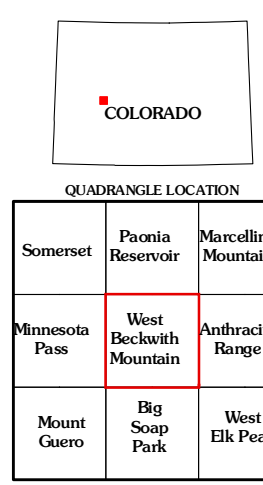 COLORADO
QUADRANGLE LOCATION
Somerset
Paonia
Reservoir
Marcellin
Mountai
Minnesota
Pass
West
Beckwith
Mountain
Anthraci
Range
Mount
Guero
Big
Soap
Park
West
Elk Pea